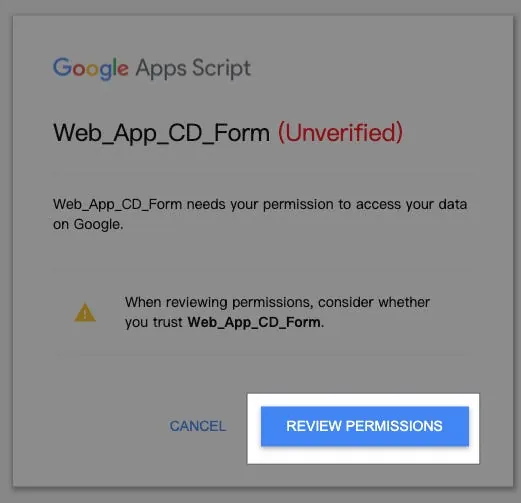 Google Apps Script
Web_App_CD_Form (Unverified)
Web_App_CD_Form needs your permission to access your data
on Google.
When reviewing permissions, consider whether
you trust Web_App_CD_Form.
CANCEL
REVIEW PERMISSIONS